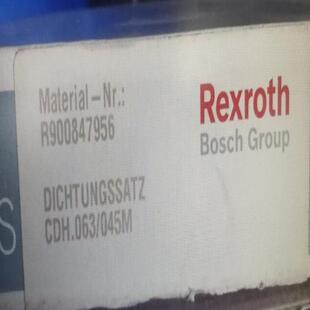 Material-Nr.:
R900847956
Rexroth
Bosch Group
DICHTUNGSSATZ
CDH.063/045M
S